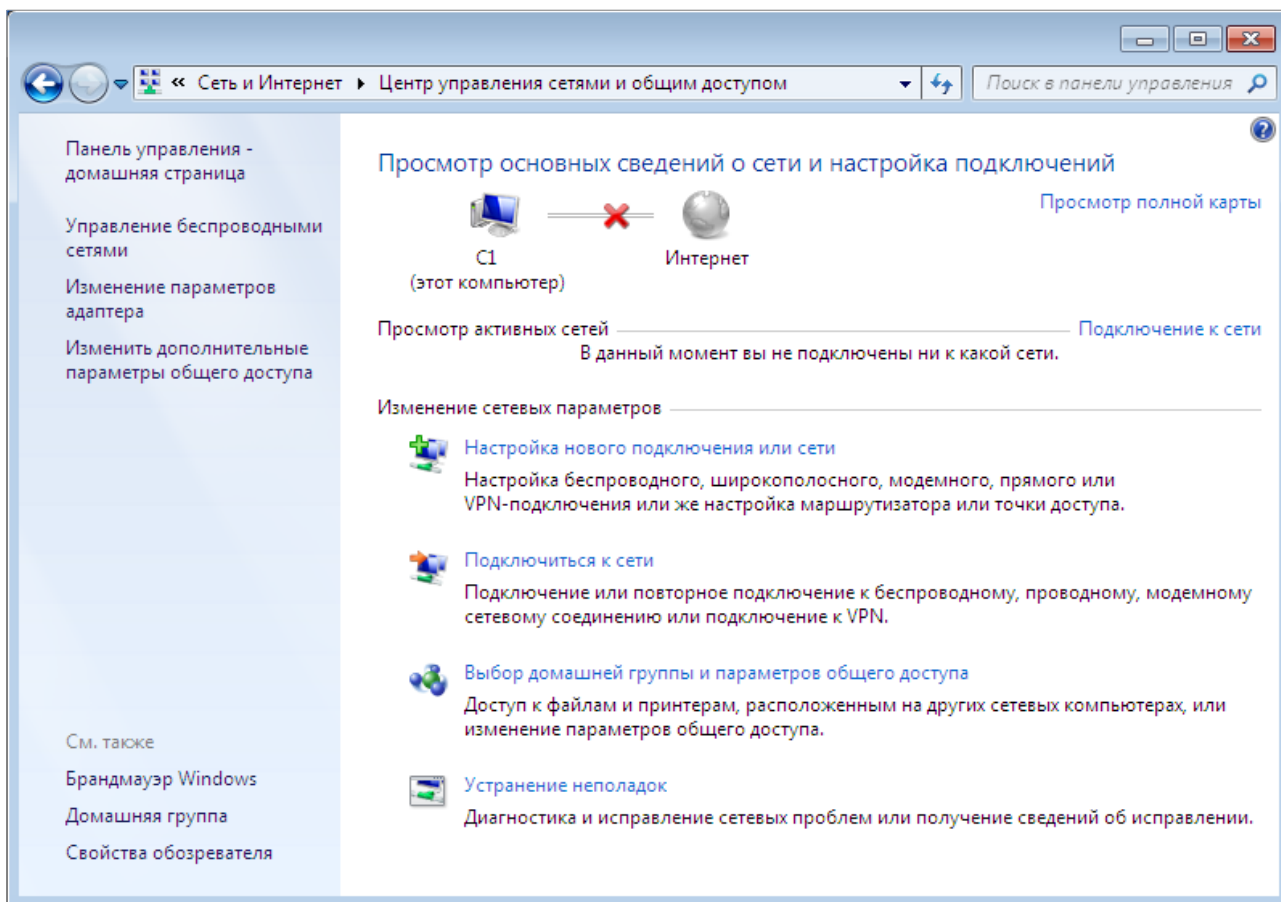 « Сеть и Интернет ▸ Центр управления сетями и общим доступом
Поиск в панели управления
Панель управления -
домашняя страница
Управление беспроводными
сетями
Изменение параметров
адаптера
Изменить дополнительные
параметры общего доступа
См. также
Брандмауэр Windows
Домашняя группа
Свойства обозревателя
Просмотр основных сведений о сети и настройка подключений
C1
(этот компьютер)
Интернет
Просмотр полной карты
Просмотр активных сетей
Подключение к сети
В данный момент вы не подключены ни к какой сети.
Изменение сетевых параметров
Настройка нового подключения или сети
Настройка беспроводного, широкополосного, модемного, прямого или
VPN-подключения или же настройка маршрутизатора или точки доступа.
Подключиться к сети
Подключение или повторное подключение к беспроводному, проводному, модемному
сетевому соединению или подключение к VPN.
Выбор домашней группы и параметров общего доступа
Доступ к файлам и принтерам, расположенным на других сетевых компьютерах, или
изменение параметров общего доступа.
Устранение неполадок
Диагностика и исправление сетевых проблем или получение сведений об исправлении.